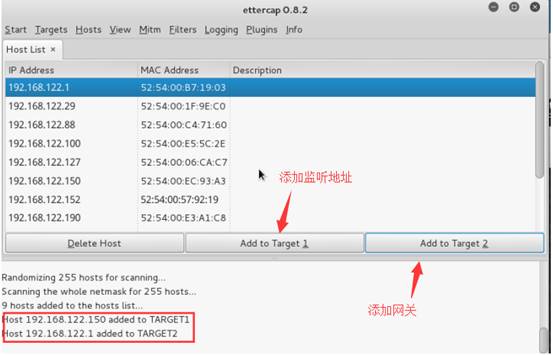 ettercap 0.8.2
Start Targets Hosts View Mitm Filters Logging Plugins Info
Host List ×
IP Address MAC Address Description
192.168.122.1 52:54:00:B7:19:03
192.168.122.29 52:54:00:1F:9E:C0
192.168.122.88 52:54:00:C4:71:60
192.168.122.100 52:54:00:E5:5C:2E
192.168.122.127 52:54:00:06:CA:C7
192.168.122.150 52:54:00:EC:93:A3
192.168.122.152 52:54:00:57:92:19
192.168.122.190 52:54:00:E3:A1:C8
添加监听地址
Delete Host Add to Target 1 Add to Target 2
添加网关
Randomizing 255 hosts for scanning...
Scanning the whole netmask for 255 hosts...
9 hosts added to the hosts list...
Host 192.168.122.150 added to TARGET1
Host 192.168.122.1 added to TARGET2